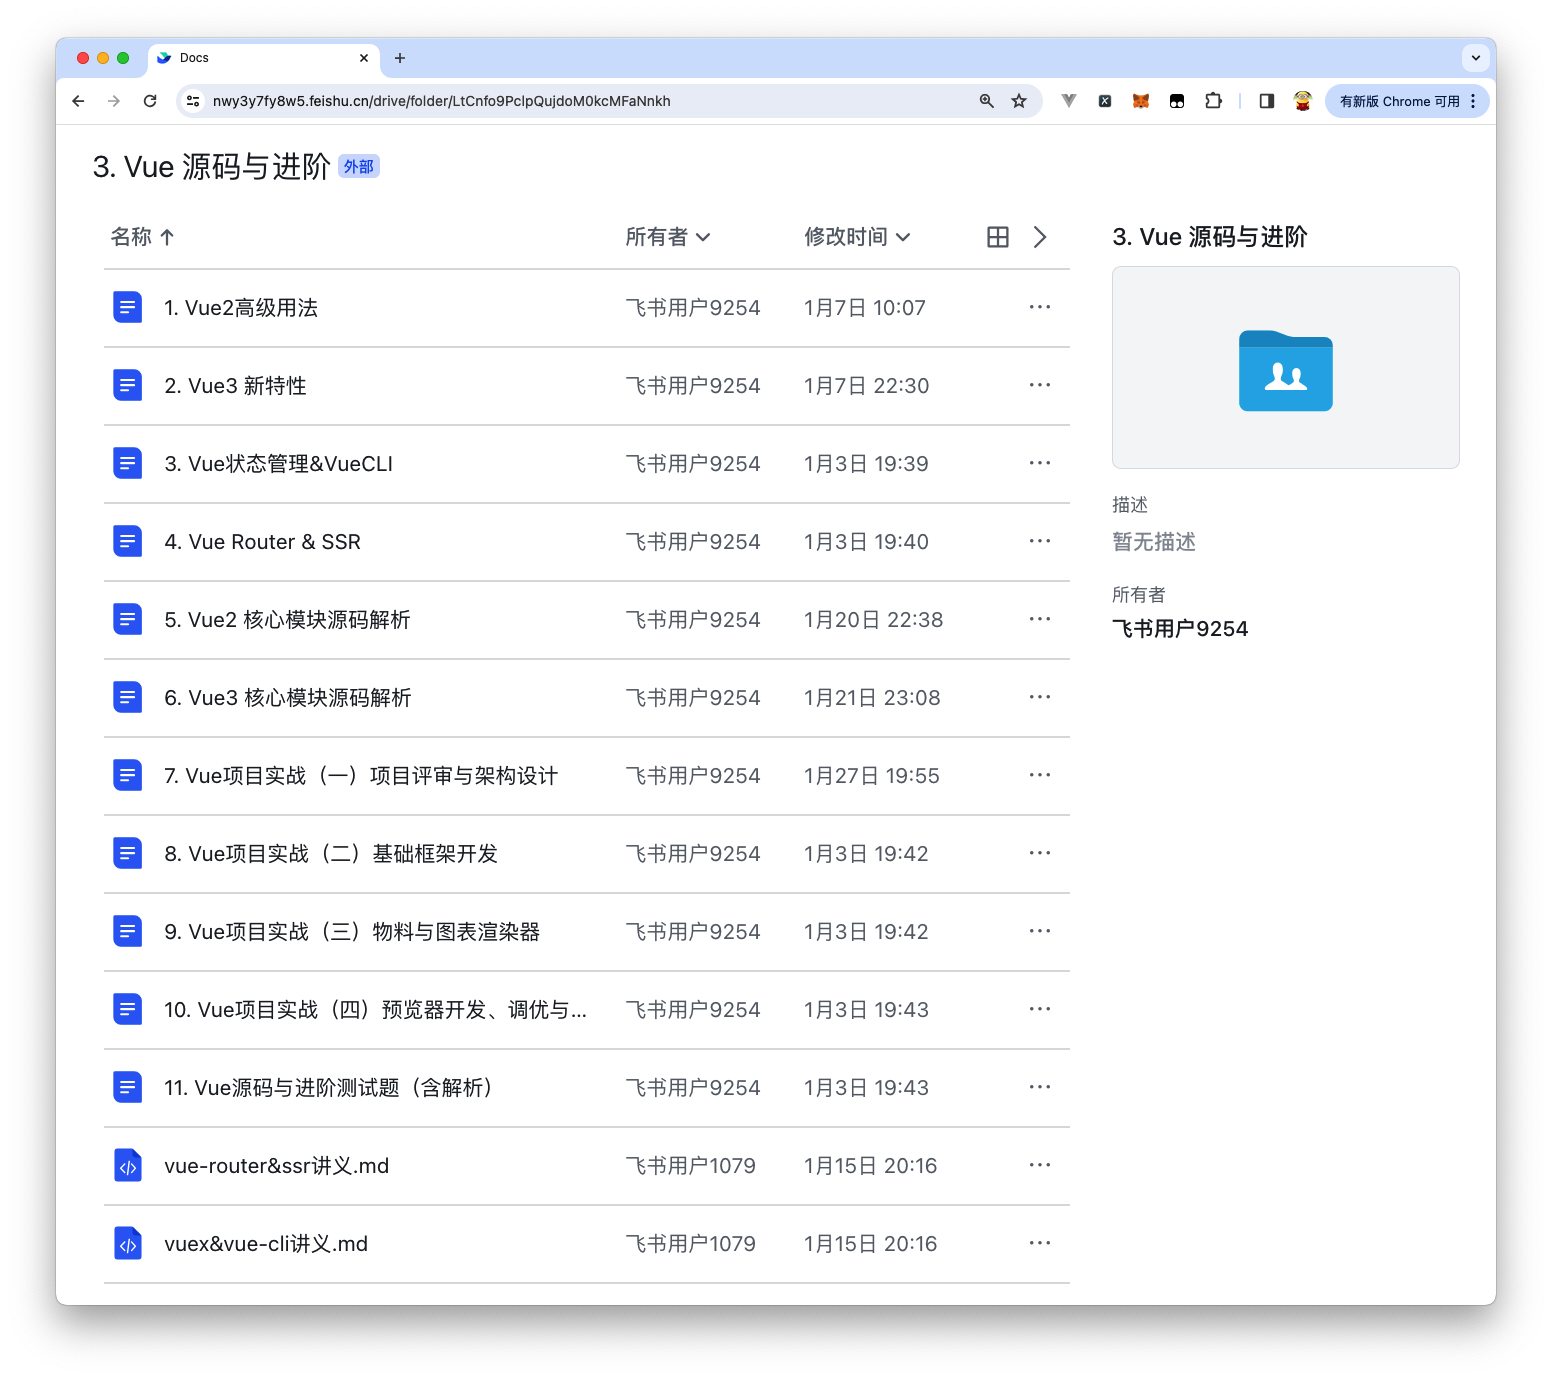 Docs
nwy3y7fy8w5.feishu.cn/drive/folder/LtCnfo9PclpQujdoM0kcMFaNnkh
有新版 Chrome 可用
3. Vue 源码与进阶 外部
名称 所有者 修改时间
1. Vue2高级用法 飞书用户9254 1月7日 10:07
2. Vue3 新特性 飞书用户9254 1月7日 22:30
3. Vue状态管理&VueCLI 飞书用户9254 1月3日 19:39
4. Vue Router & SSR 飞书用户9254 1月3日 19:40
5. Vue2 核心模块源码解析 飞书用户9254 1月20日 22:38
6. Vue3 核心模块源码解析 飞书用户9254 1月21日 23:08
7. Vue项目实战（一）项目评审与架构设计 飞书用户9254 1月27日 19:55
8. Vue项目实战（二）基础框架开发 飞书用户9254 1月3日 19:42
9. Vue项目实战（三）物料与图表渲染器 飞书用户9254 1月3日 19:42
10. Vue项目实战（四）预览器开发、调优与... 飞书用户9254 1月3日 19:43
11. Vue源码与进阶测试题（含解析） 飞书用户9254 1月3日 19:43
vue-router&ssr讲义.md 飞书用户1079 1月15日 20:16
vuex&vue-cli讲义.md 飞书用户1079 1月15日 20:16
3. Vue 源码与进阶
描述
暂无描述
所有者
飞书用户9254